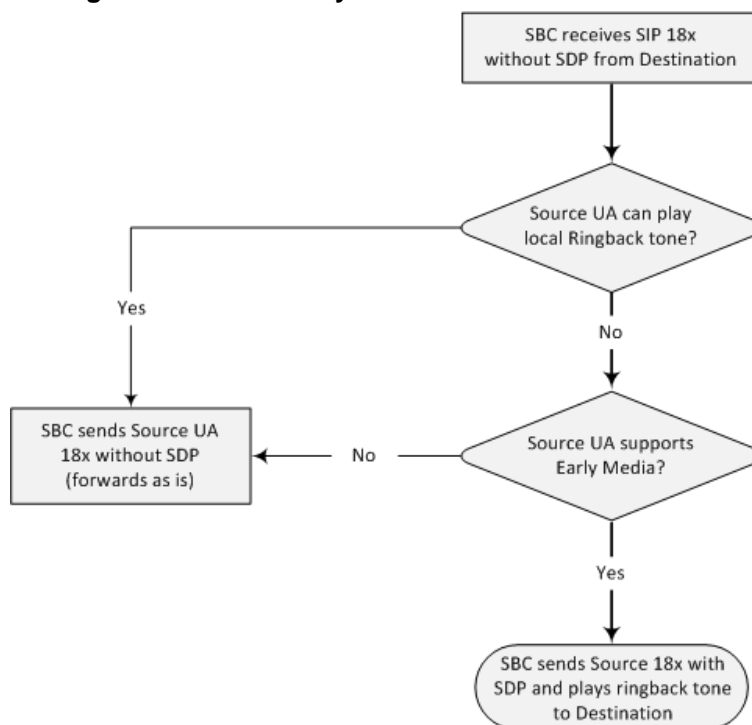 SBC receives SIP 18x
without SDP from Destination
Source UA can play
local Ringback tone?
Yes
No
SBC sends Source UA
18x without SDP
(forwards as is)
No
Source UA supports
Early Media?
Yes
SBC sends Source 18x with
SDP and plays ringback tone
to Destination